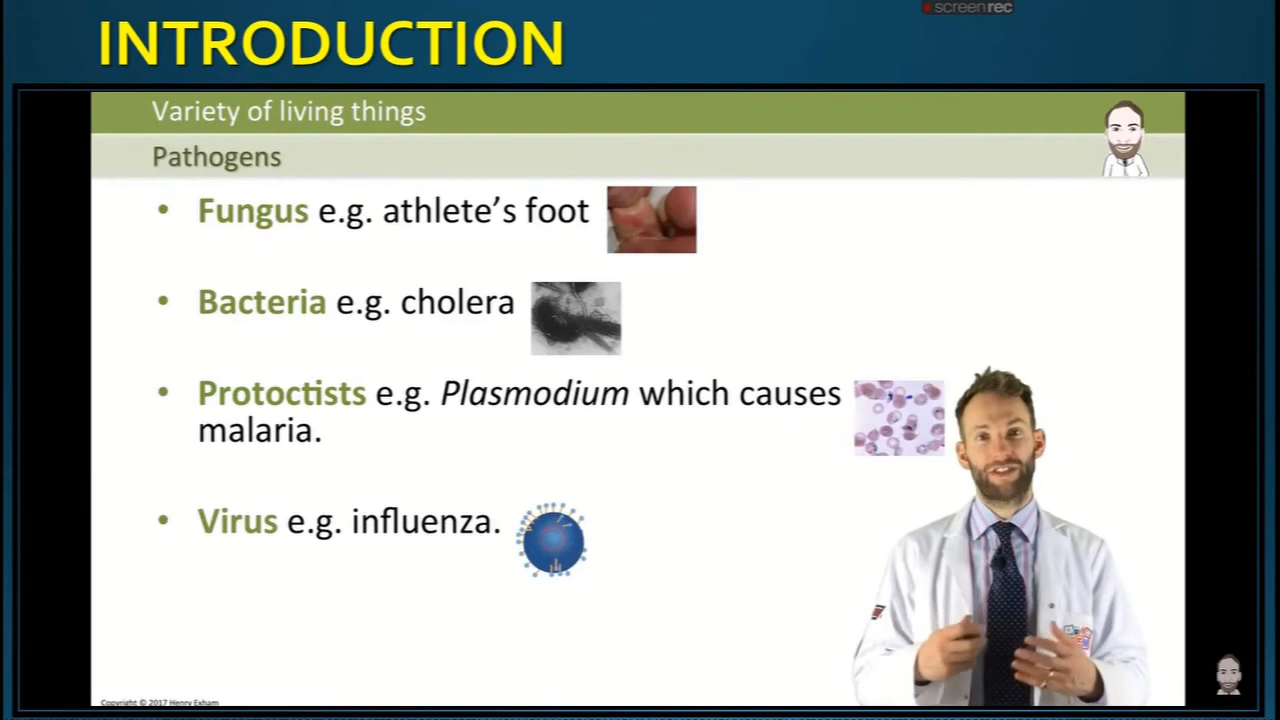 screenrec
INTRODUCTION
Variety of living things
Pathogens
• Fungus e.g. athlete's foot
• Bacteria e.g. cholera
• Protoctists e.g. Plasmodium which causes
malaria.
• Virus e.g. influenza.
Copyright © 2017 Henry Exham